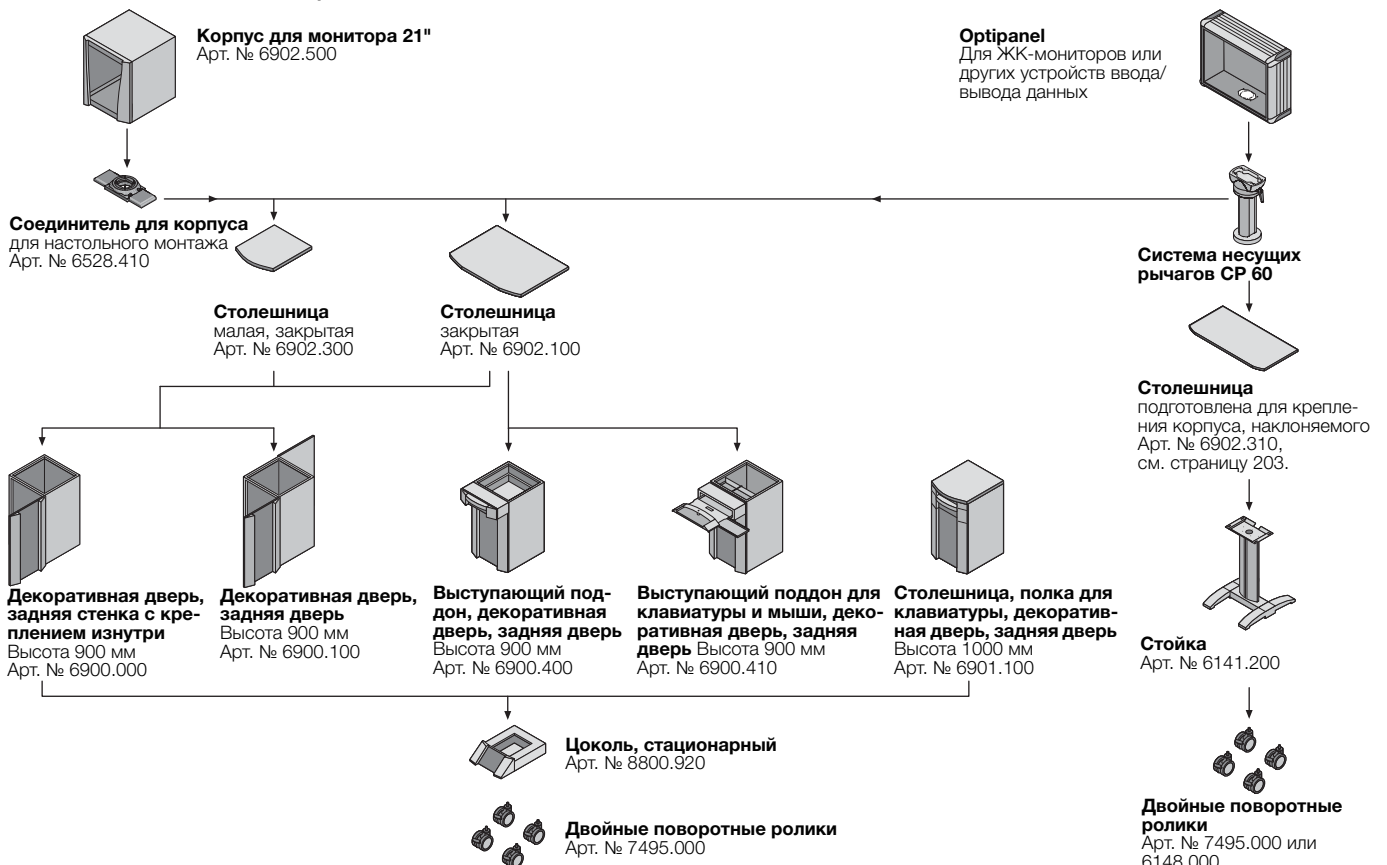 Корпус для монитора 21"
Арт. № 6902.500
Optipanel
Для ЖК-мониторов или
других устройств ввода/
вывода данных
Соединитель для корпуса
для настольного монтажа
Арт. № 6528.410
Система несущих
рычагов CP 60
Столешница
малая, закрытая
Арт. № 6902.300
Столешница
закрытая
Арт. № 6902.100
Столешница
подготовлена для крепле-
ния корпуса, наклоняемого
Арт. № 6902.310,
см. страницу 203.
Декоративная дверь,
задняя стенка с кре-
плением изнутри
Высота 900 мм
Арт. № 6900.000
Декоративная дверь,
задняя дверь
Высота 900 мм
Арт. № 6900.100
Выступающий под-
дон, декоративная
дверь, задняя дверь
Высота 900 мм
Арт. № 6900.400
Выступающий поддон для
клавиатуры и мыши, деко-
ративная дверь, задняя
дверь Высота 900 мм
Арт. № 6900.410
Столешница, полка для
клавиатуры, декоратив-
ная дверь, задняя дверь
Высота 1000 мм
Арт. № 6901.100
Стойка
Арт. № 6141.200
Цоколь, стационарный
Арт. № 8800.920
Двойные поворотные ролики
Арт. № 7495.000
Двойные поворотные
ролики
Арт. № 7495.000 или
6148.000